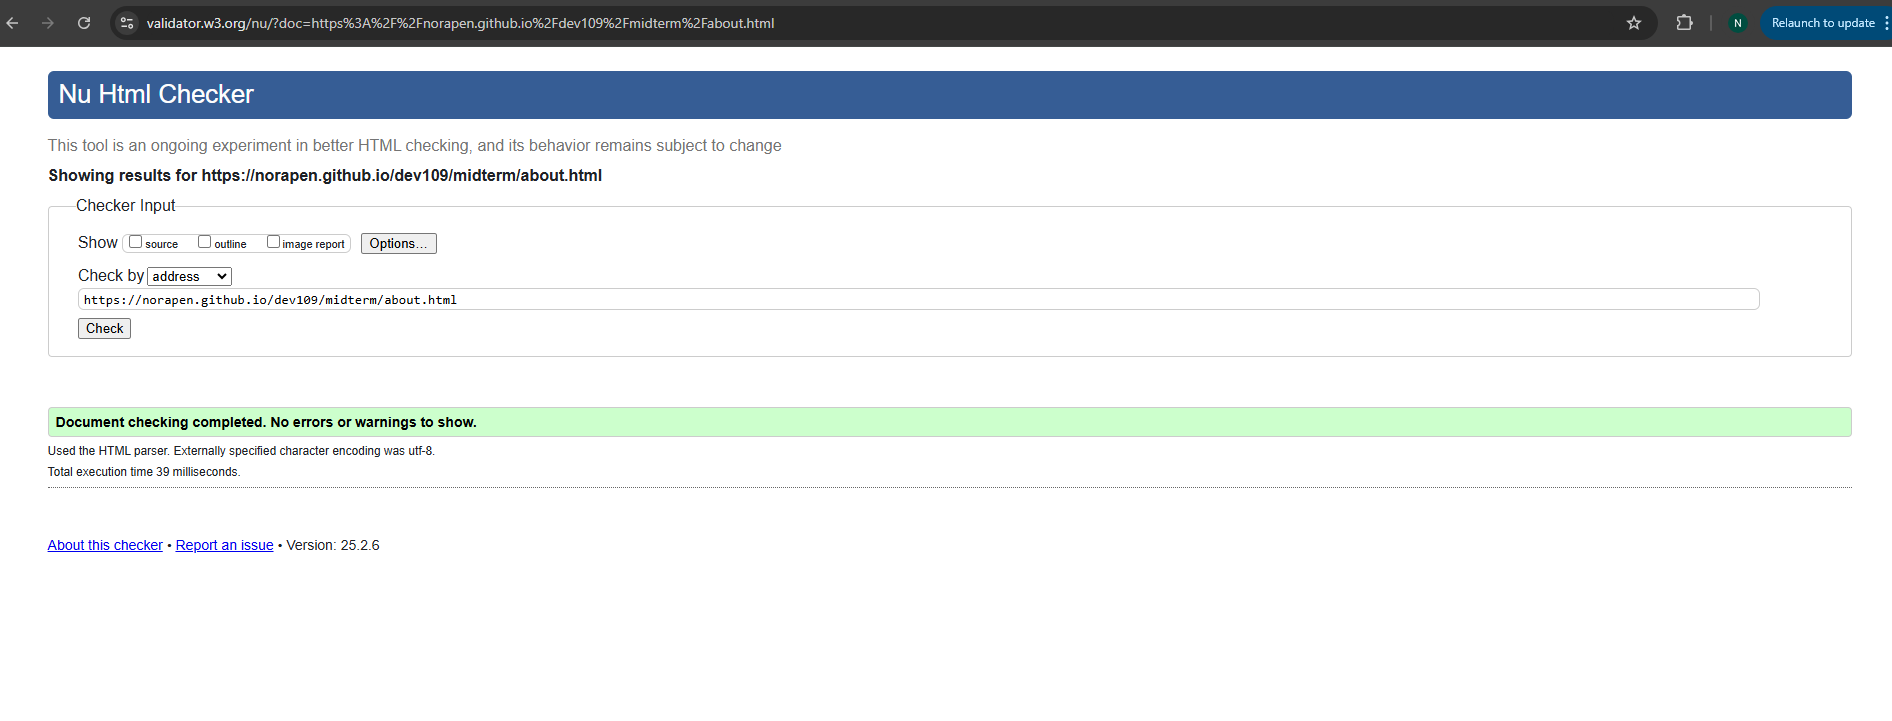 validator.w3.org/nu/?doc=https%3A%2F%2Fnorapen.github.io%2Fdev109%2Fmidterm%2Fabout.html
N
Relaunch to update
Nu Html Checker
This tool is an ongoing experiment in better HTML checking, and its behavior remains subject to change
Showing results for https://norapen.github.io/dev109/midterm/about.html
Checker Input
Show source outline image report Options...
Check by address
https://norapen.github.io/dev109/midterm/about.html
Check
Document checking completed. No errors or warnings to show.
Used the HTML parser. Externally specified character encoding was utf-8.
Total execution time 39 milliseconds.
About this checker • Report an issue • Version: 25.2.6